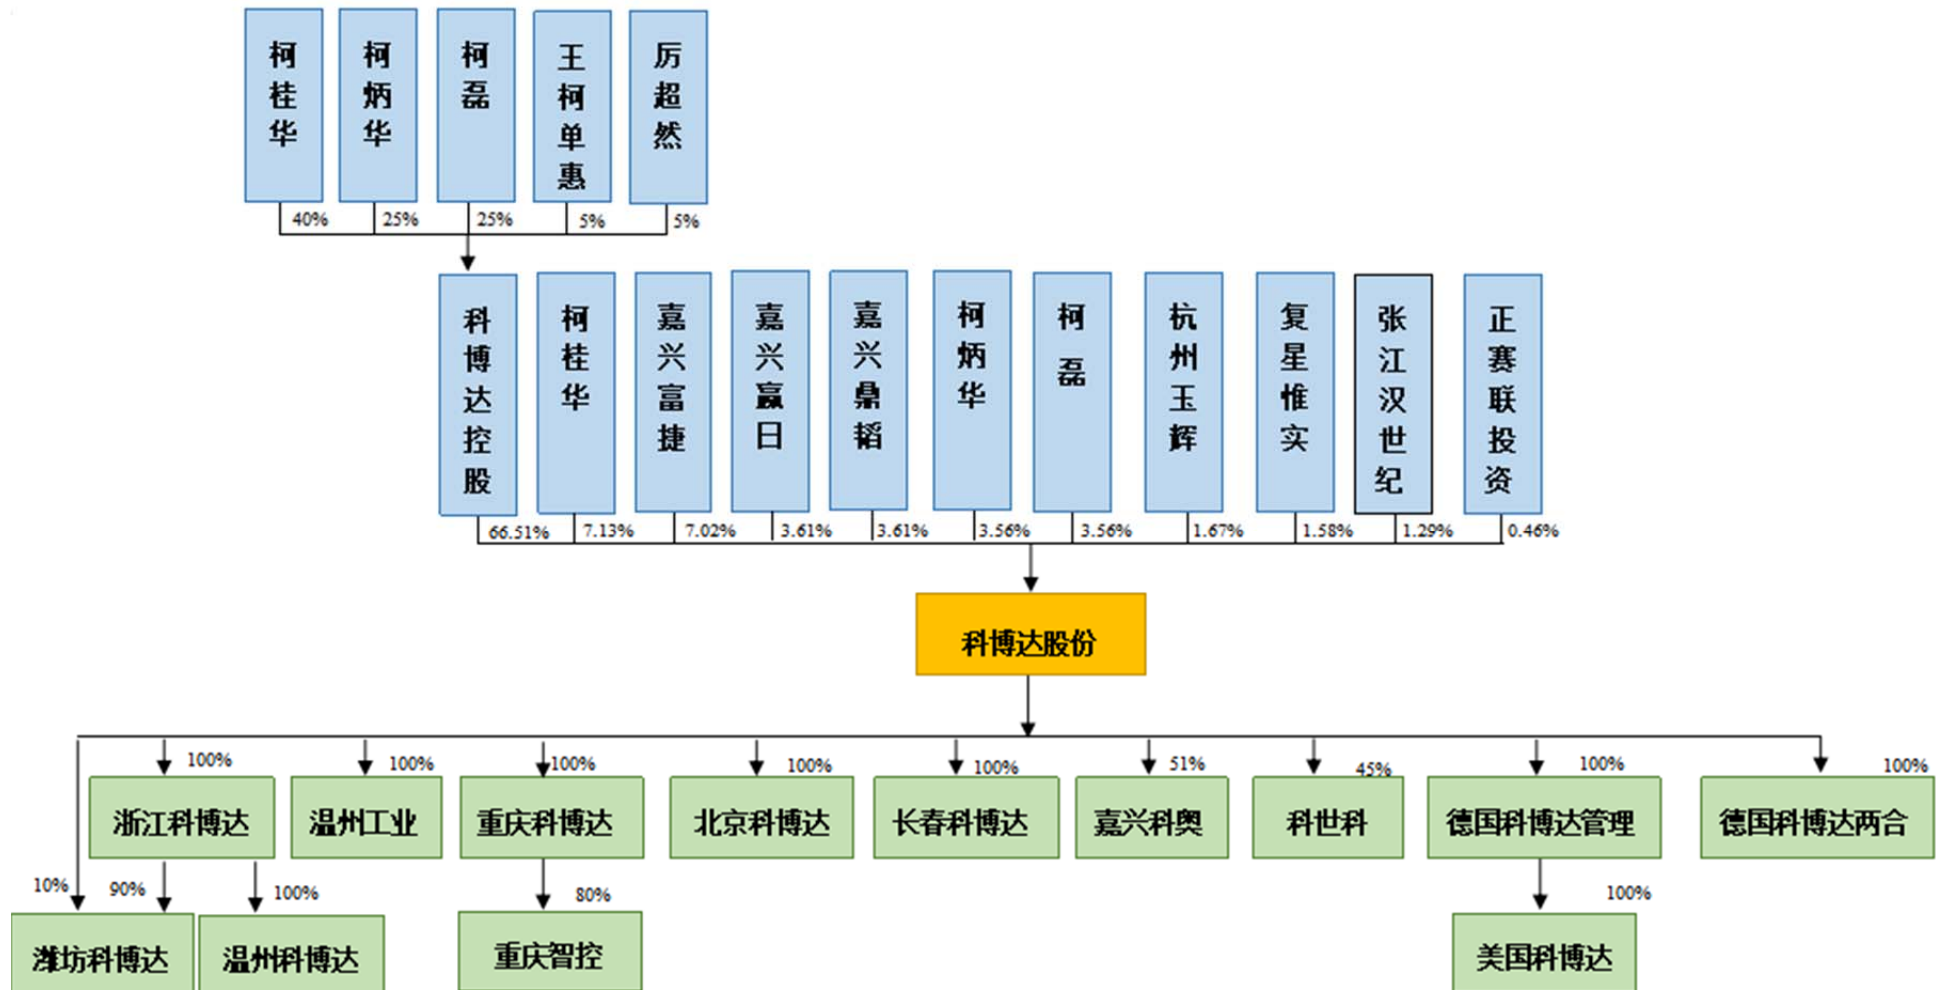 柯桂华
柯炳华
柯磊
王柯单惠
厉超然
40%
25%
25%
5%
5%
科博达控股
柯桂华
嘉兴富捷
嘉兴赢日
嘉兴鼎韬
柯炳华
柯磊
杭州玉辉
复星惟实
张江汉世纪
正赛联投资
66.51%
7.13%
7.02%
3.61%
3.61%
3.56%
3.56%
1.67%
1.58%
1.29%
0.46%
科博达股份
100%
100%
100%
100%
100%
51%
45%
100%
100%
浙江科博达
温州工业
重庆科博达
北京科博达
长春科博达
嘉兴科奥
科世科
德国科博达管理
德国科博达两合
10%
90%
100%
80%
100%
潍坊科博达
温州科博达
重庆智控
美国科博达